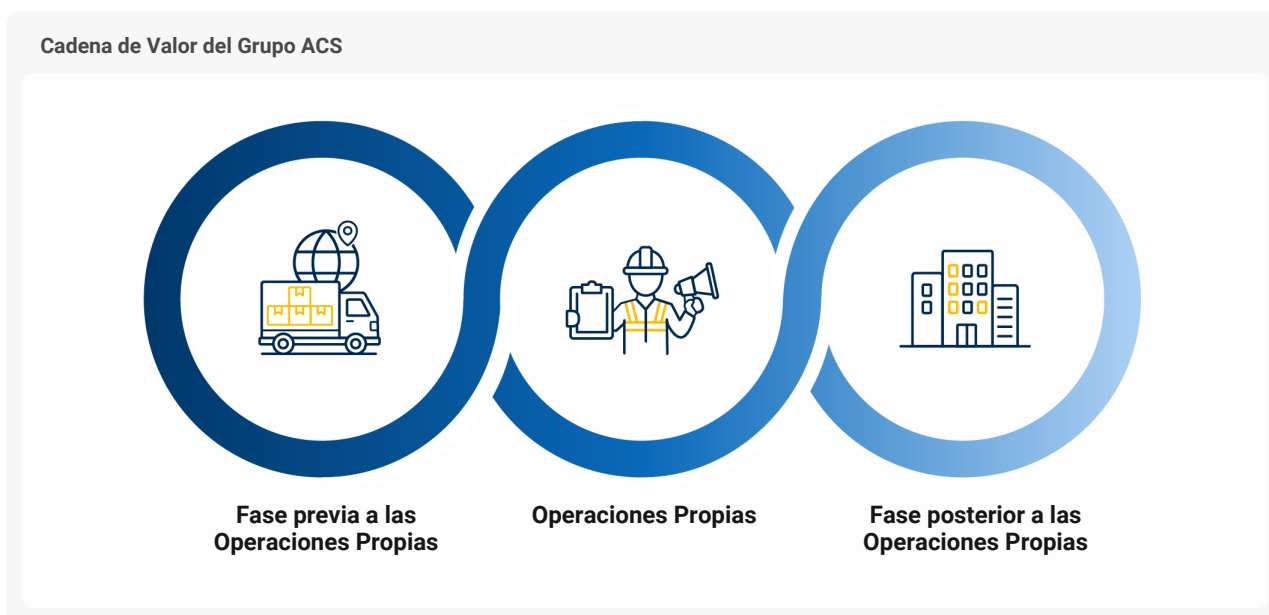 Cadena de Valor del Grupo ACS
Fase previa a las
Operaciones Propias
Operaciones Propias
Fase posterior a las
Operaciones Propias